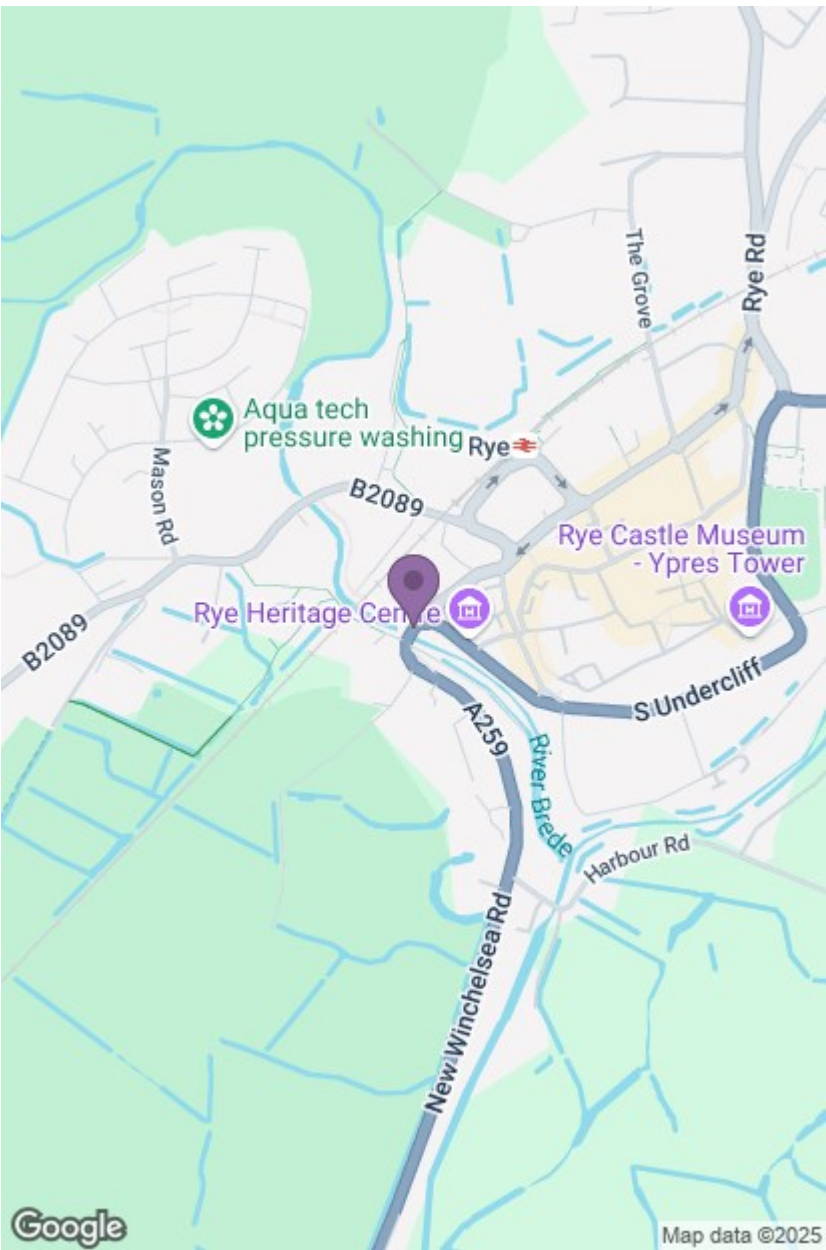 The Grove
Rye Rd
Aqua tech
pressure washing
Rye
Mason Rd
B2089
Rye Castle Museum
- Ypres Tower
Rye Heritage Centre
B2089
S Undercliff
A259
River Brede
Harbour Rd
New Winchelsea Rd
Google
Map data ©2025